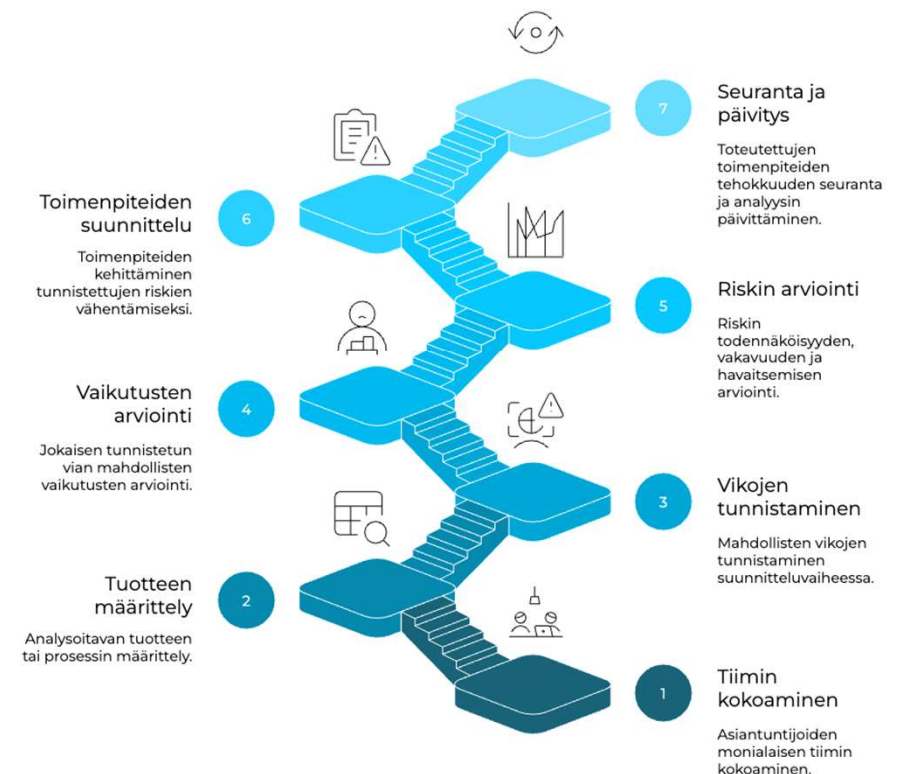 7
Seuranta ja
päivitys
Toteutettujen
toimenpiteiden
tehokkuuden seuranta
ja analyysin
päivittäminen.
Toimenpiteiden
suunnittelu
6
Toimenpiteiden
kehittäminen
tunnistettujen riskien
vähentämiseksi.
5
Riskin arviointi
Riskin
todennäköisyyden,
vakavuuden ja
havaitsemisen
arviointi.
Vaikutusten
arviointi
4
Jokaisen tunnistetun
vian mahdollisten
vaikutusten arviointi.
3
Vikojen
tunnistaminen
Mahdollisten vikojen
tunnistaminen
suunnitteluvaiheessa.
Tuotteen
määrittely
2
Analysoitavan tuotteen
tai prosessin määrittely.
1
Tiimin
kokoaminen
Asiantuntijoiden
monialaisen tiimin
kokoaminen.